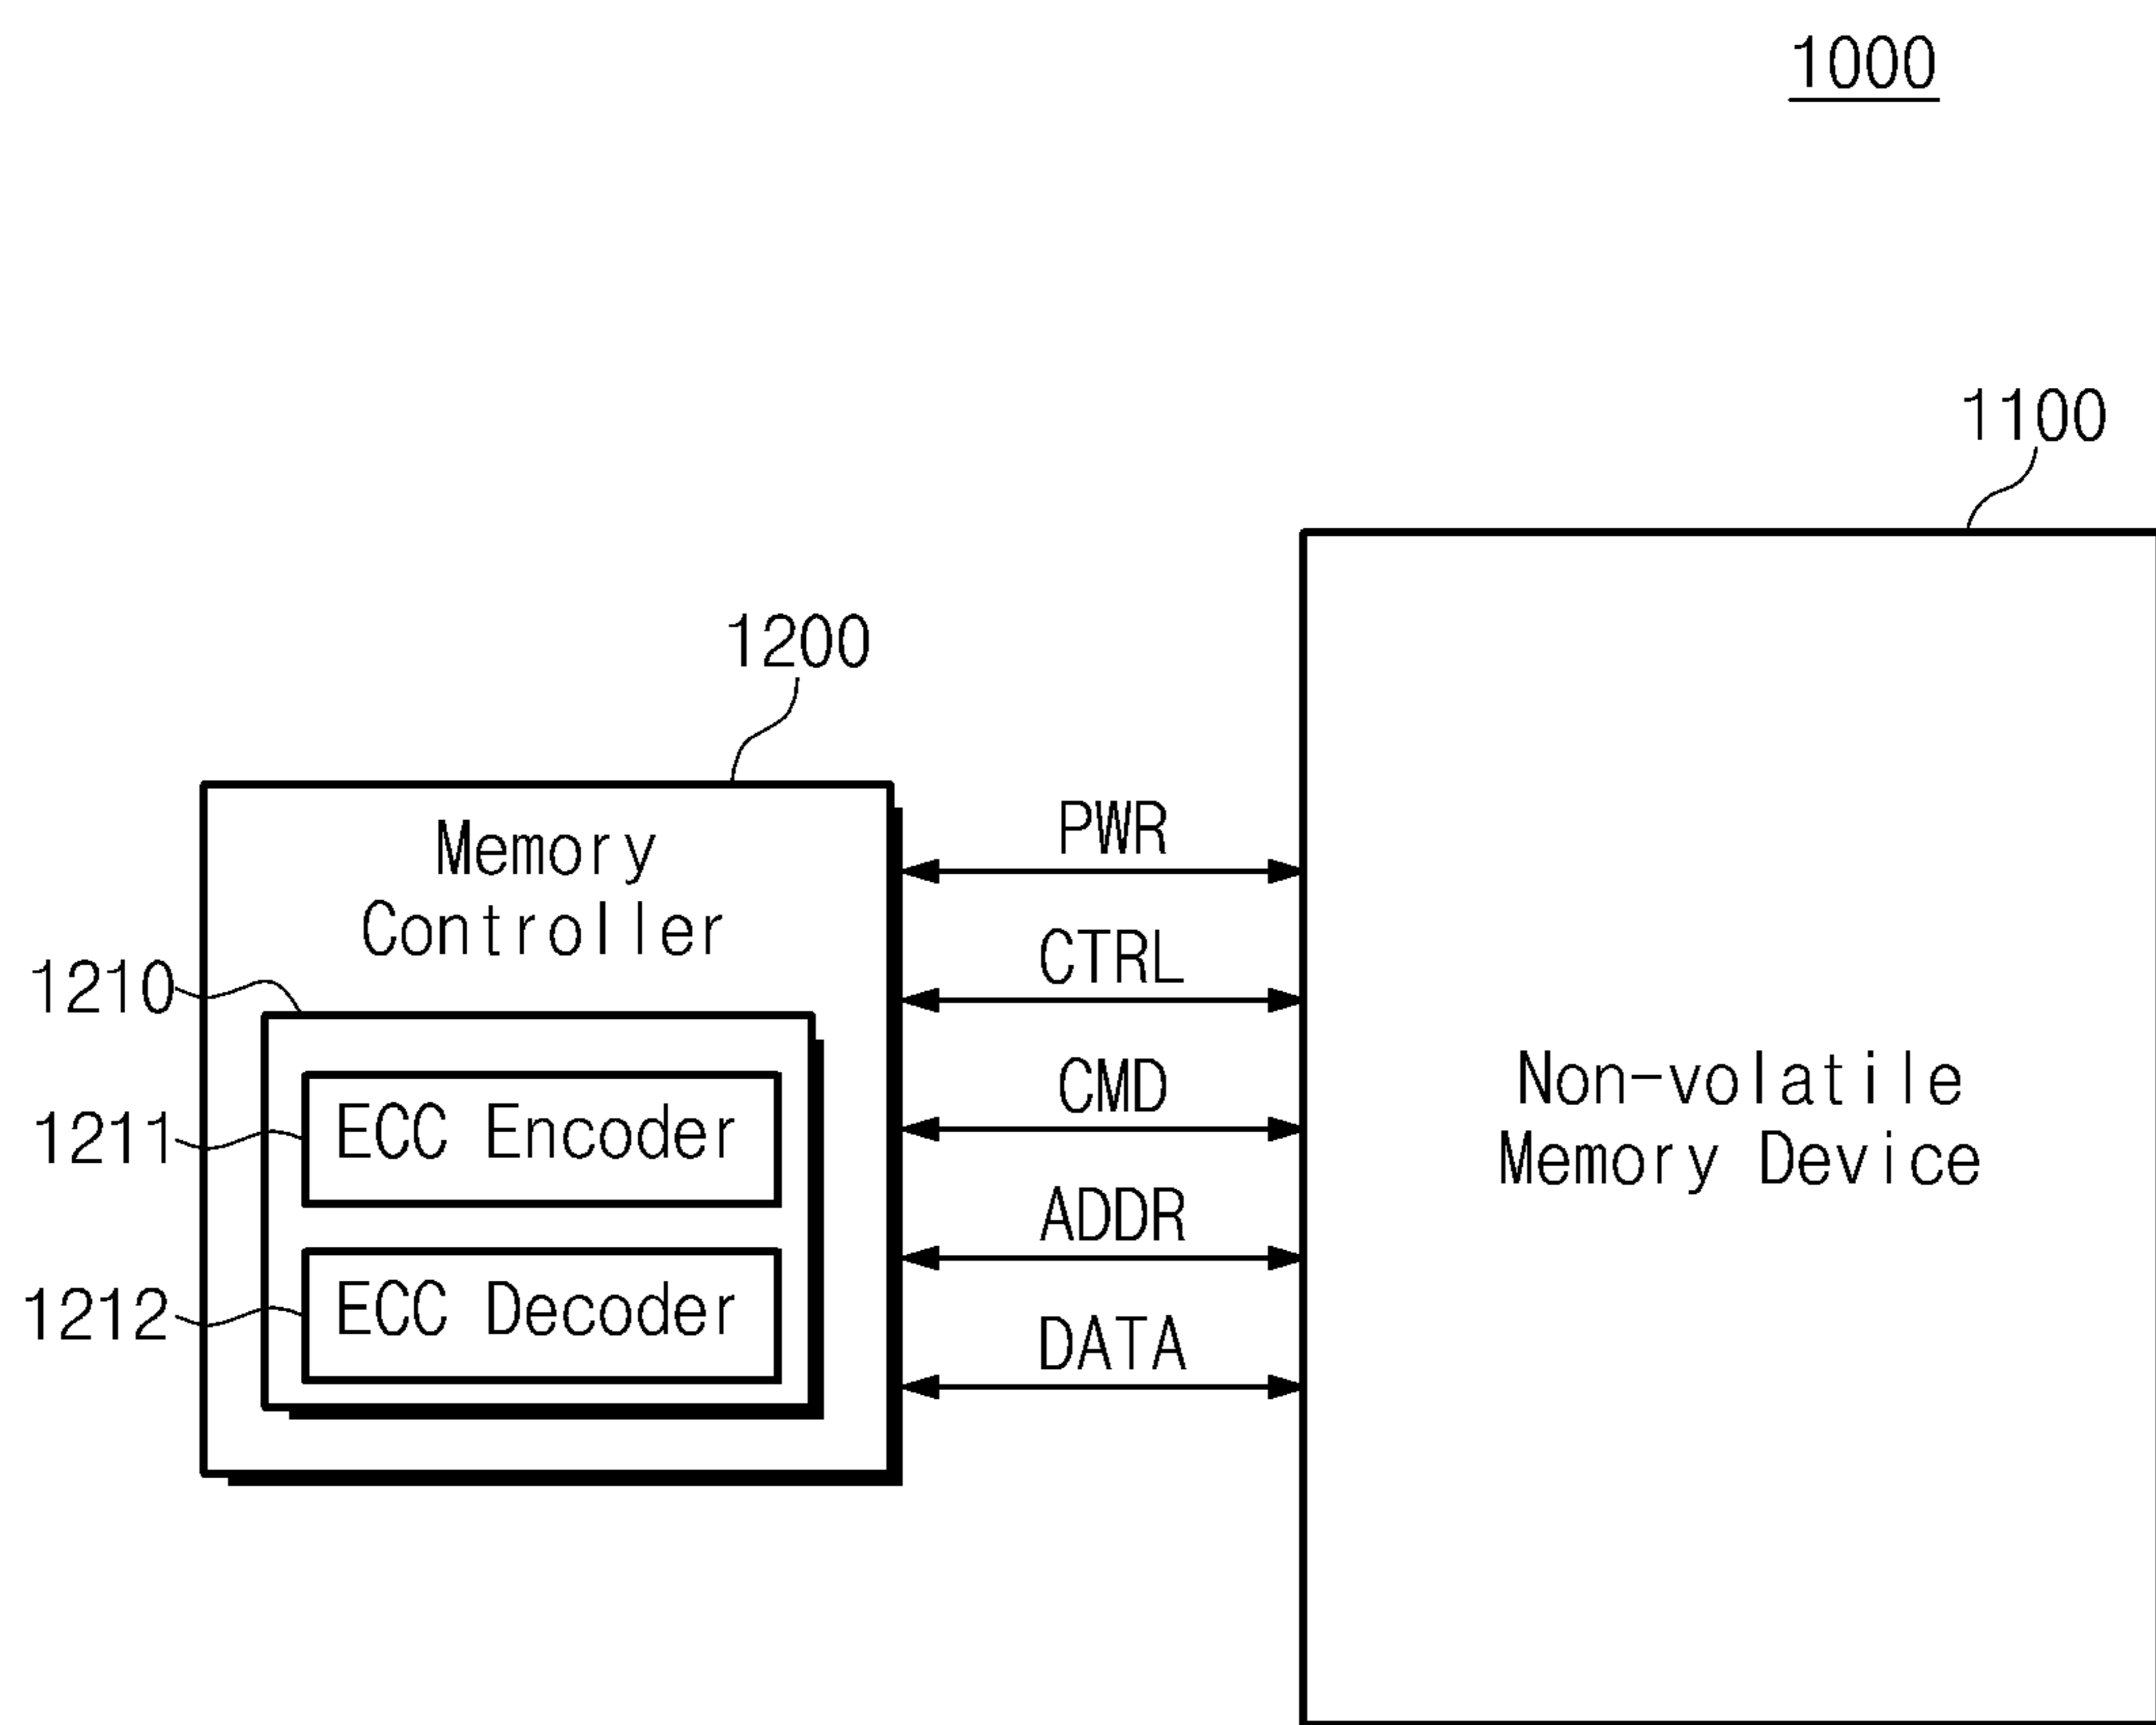 1000
1100
1200
Memory
Controller
1210
ECC Encoder
1211
ECC Decoder
1212
PWR
CTRL
CMD
ADDR
DATA
Non-volatile
Memory Device